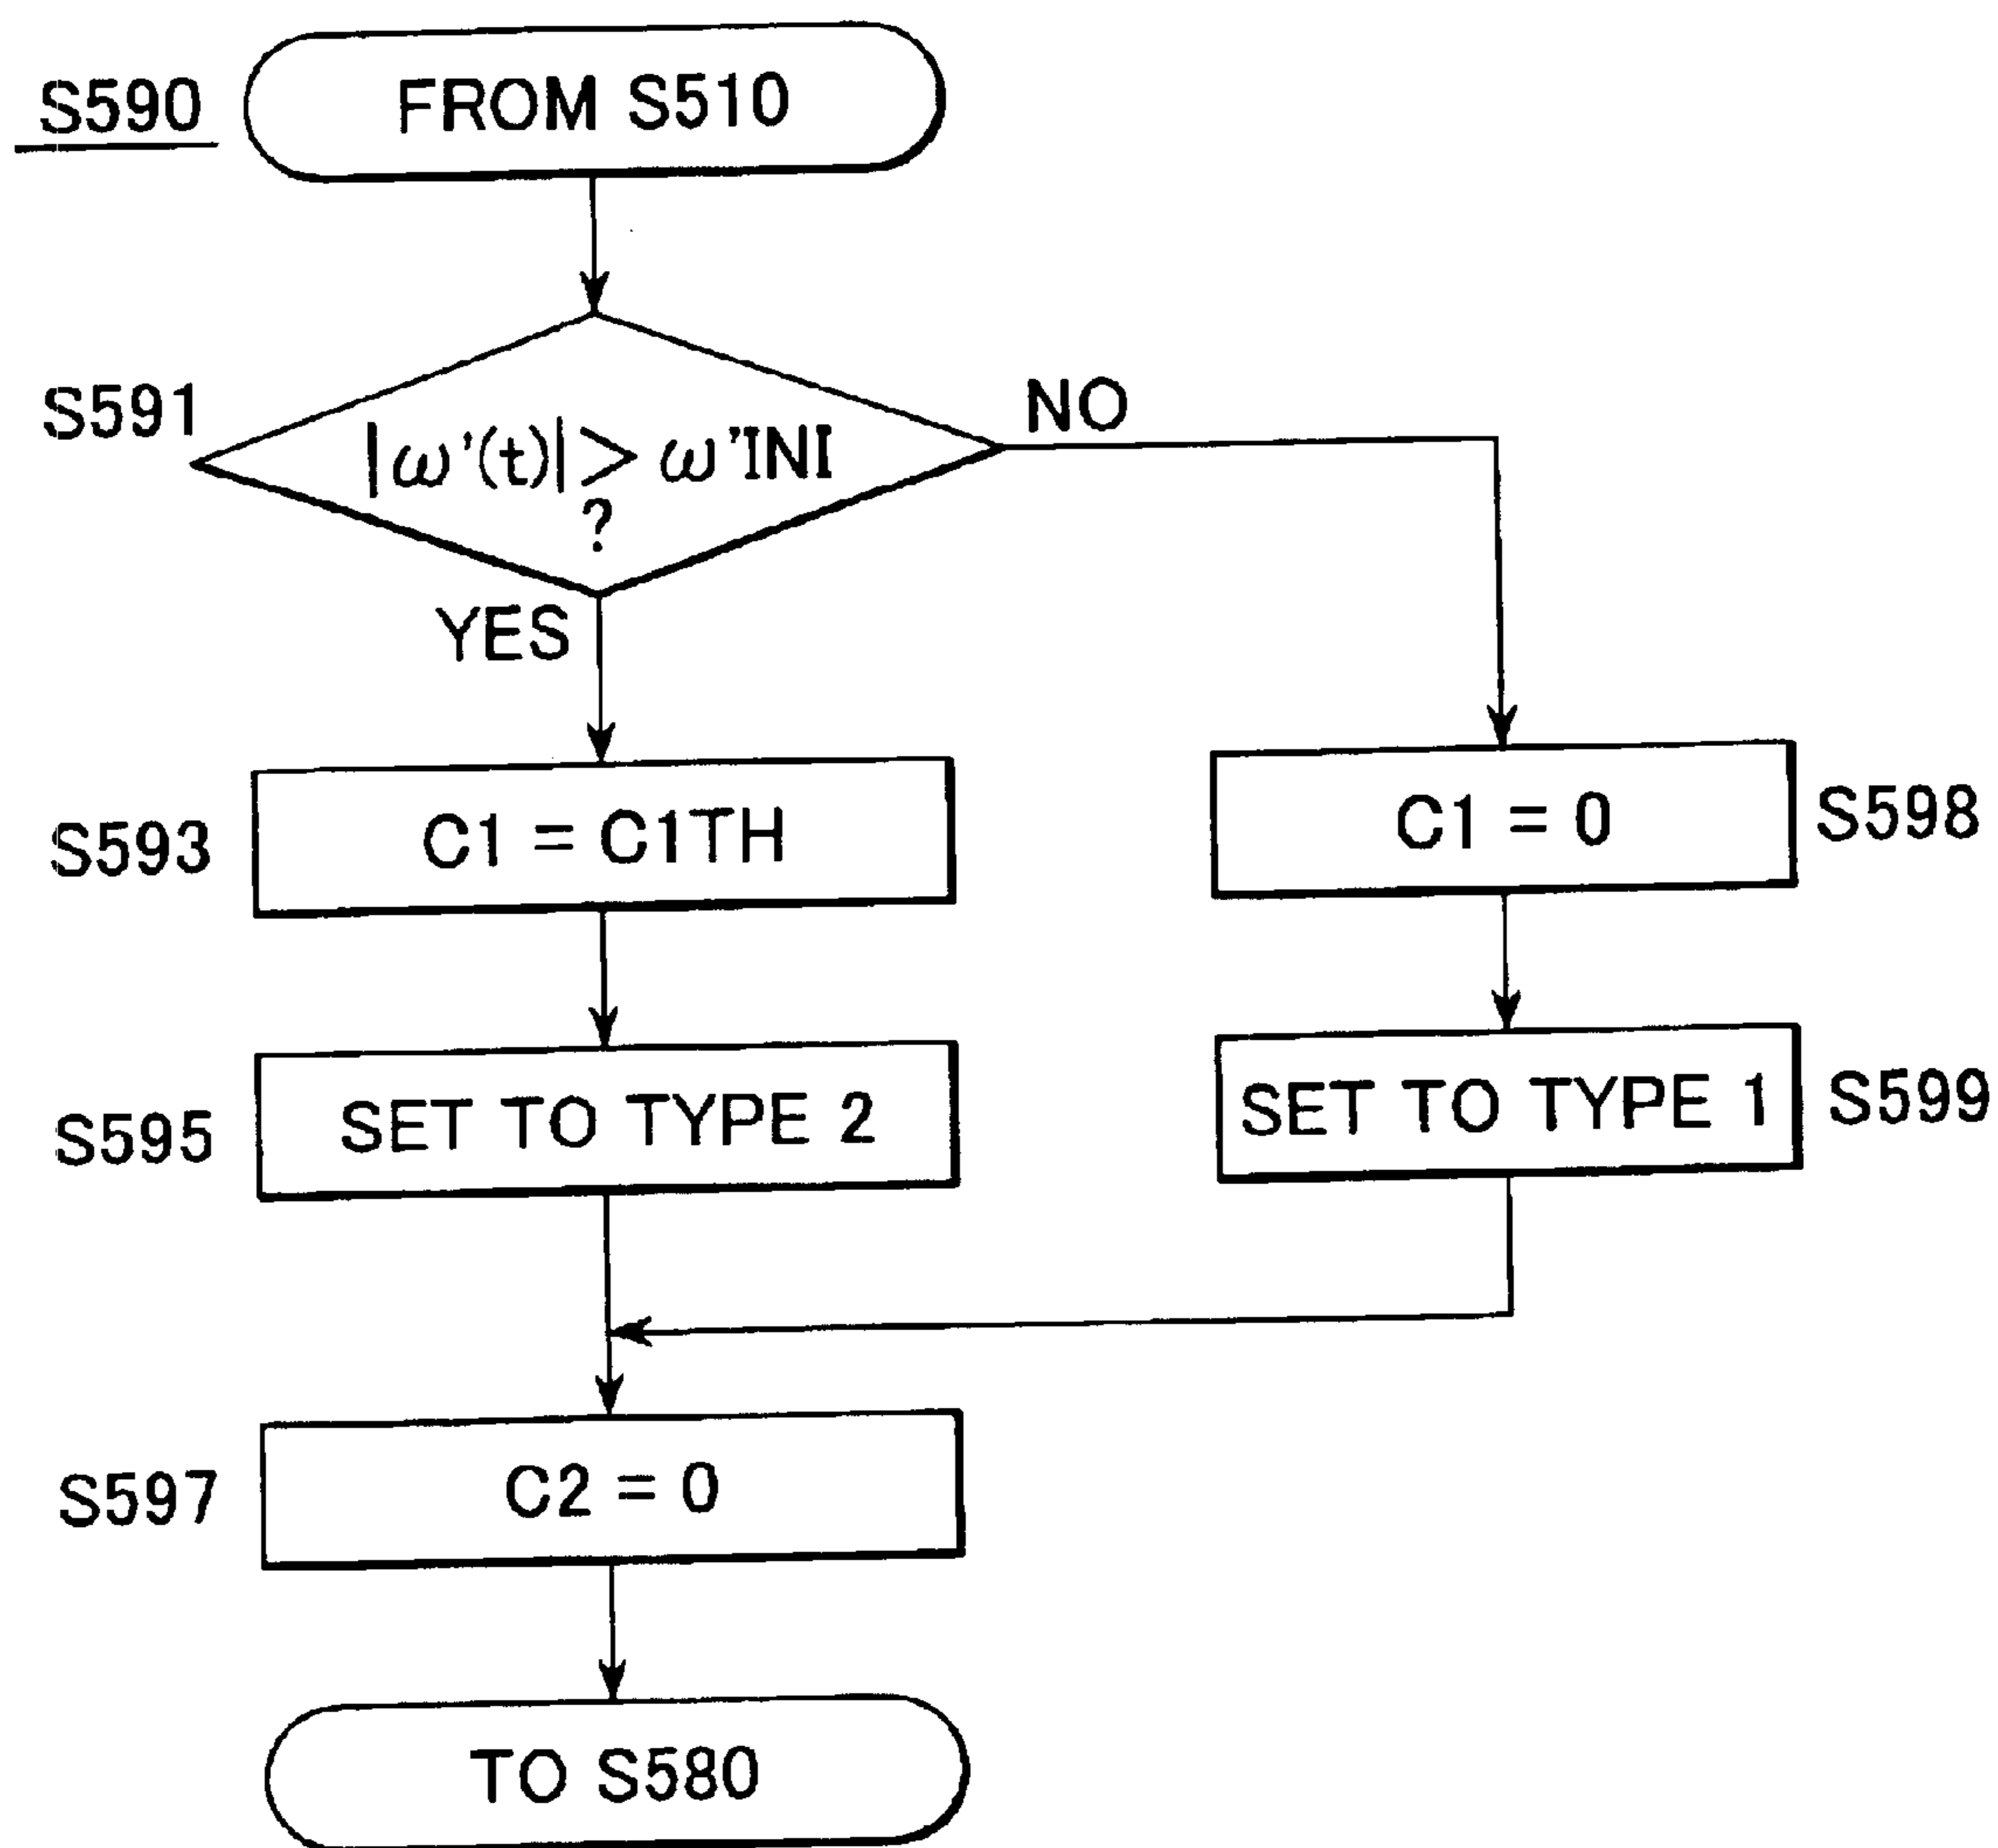 S590
FROM S510
S591
|ω'(t)| > ω"INI
?
NO
YES
S593
C1 = C1TH
C1 = 0
S598
S595
SET TO TYPE 2
SET TO TYPE 1
S599
S597
C2 = 0
TO S580